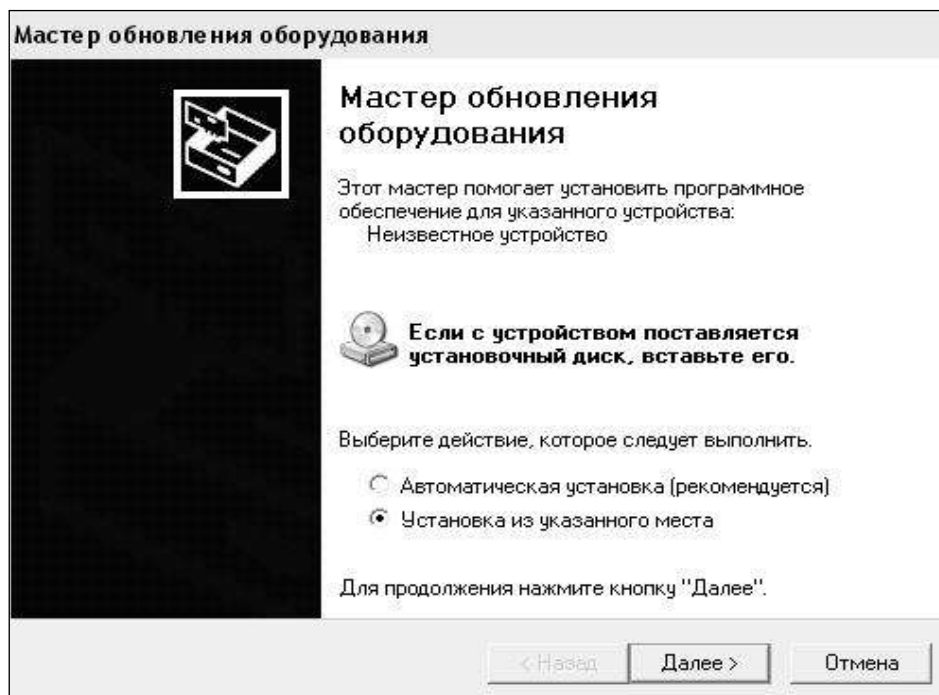 Мастер обновления оборудования
Мастер обновления
оборудования
Этот мастер помогает установить программное
обеспечение для указанного устройства:
Неизвестное устройство
Если с устройством поставляется
установочный диск, вставьте его.
Выберите действие, которое следует выполнить.
Автоматическая установка (рекомендуется)
Установка из указанного места
Для продолжения нажмите кнопку "Далее".
< Назад Далее > Отмена